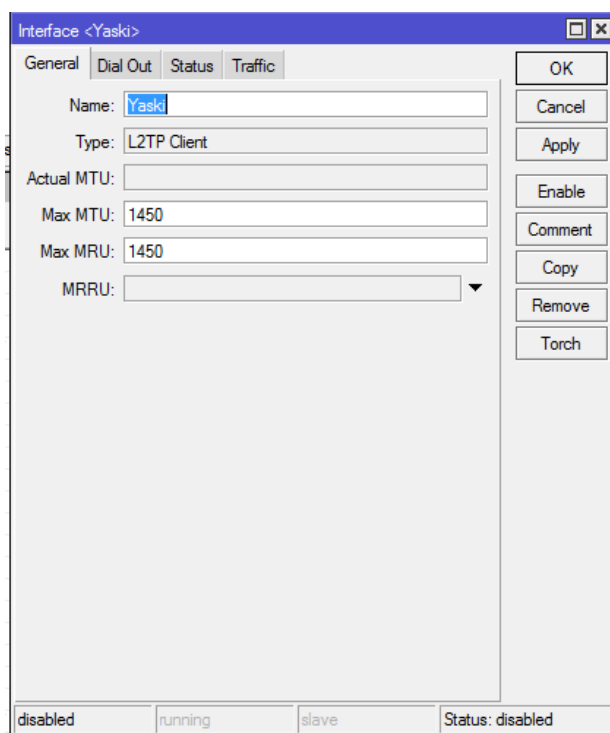 Interface <Yaski>
General Dial Out Status Traffic
Name: Yaski
Type: L2TP Client
Actual MTU:
Max MTU: 1450
Max MRU: 1450
MRRU:
OK
Cancel
Apply
Enable
Comment
Copy
Remove
Torch
disabled running slave Status: disabled